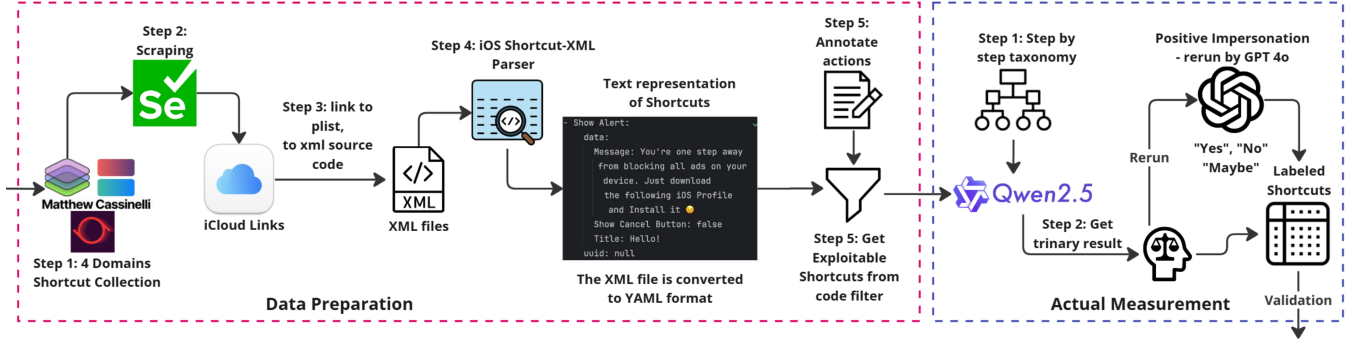 Step 2:
Scraping
Se
Matthew Cassinelli
Step 1: 4 Domains
Shortcut Collection
iCloud Links
Step 3: link to
plist,
to xml source
code
XML
XML files
Step 4: iOS Shortcut-XML
Parser
Text representation
of Shortcuts
- Show Alert:
data:
Message: You're one step away
from blocking all ads on your
device. Just download
the following iOS Profile
and Install it 😊
Show Cancel Button: false
Title: Hello!
uuid: null
The XML file is converted
to YAML format
Step 5:
Annotate
actions
Step 5: Get
Exploitable
Shortcuts from
code filter
Data Preparation
Step 1: Step by
step taxonomy
Qwen2.5
Step 2: Get
trinary result
Positive Impersonation
- rerun by GPT 4o
Rerun
"Yes", "No"
"Maybe"
Labeled
Shortcuts
Validation
Actual Measurement